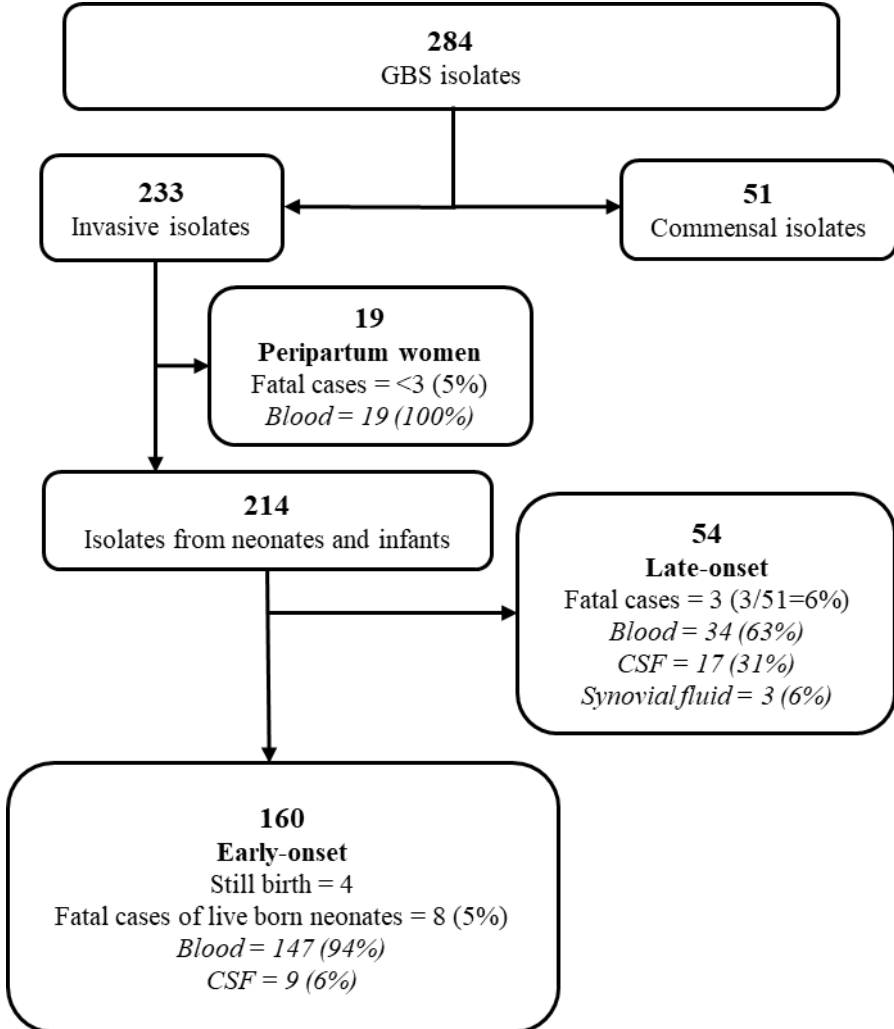 284
GBS isolates
233
Invasive isolates
51
Commensal isolates
19
Peripartum women
Fatal cases = <3 (5%)
Blood = 19 (100%)
214
Isolates from neonates and infants
54
Late-onset
Fatal cases = 3 (3/51=6%)
Blood = 34 (63%)
CSF = 17 (31%)
Synovial fluid = 3 (6%)
160
Early-onset
Still birth = 4
Fatal cases of live born neonates = 8 (5%)
Blood = 147 (94%)
CSF = 9 (6%)